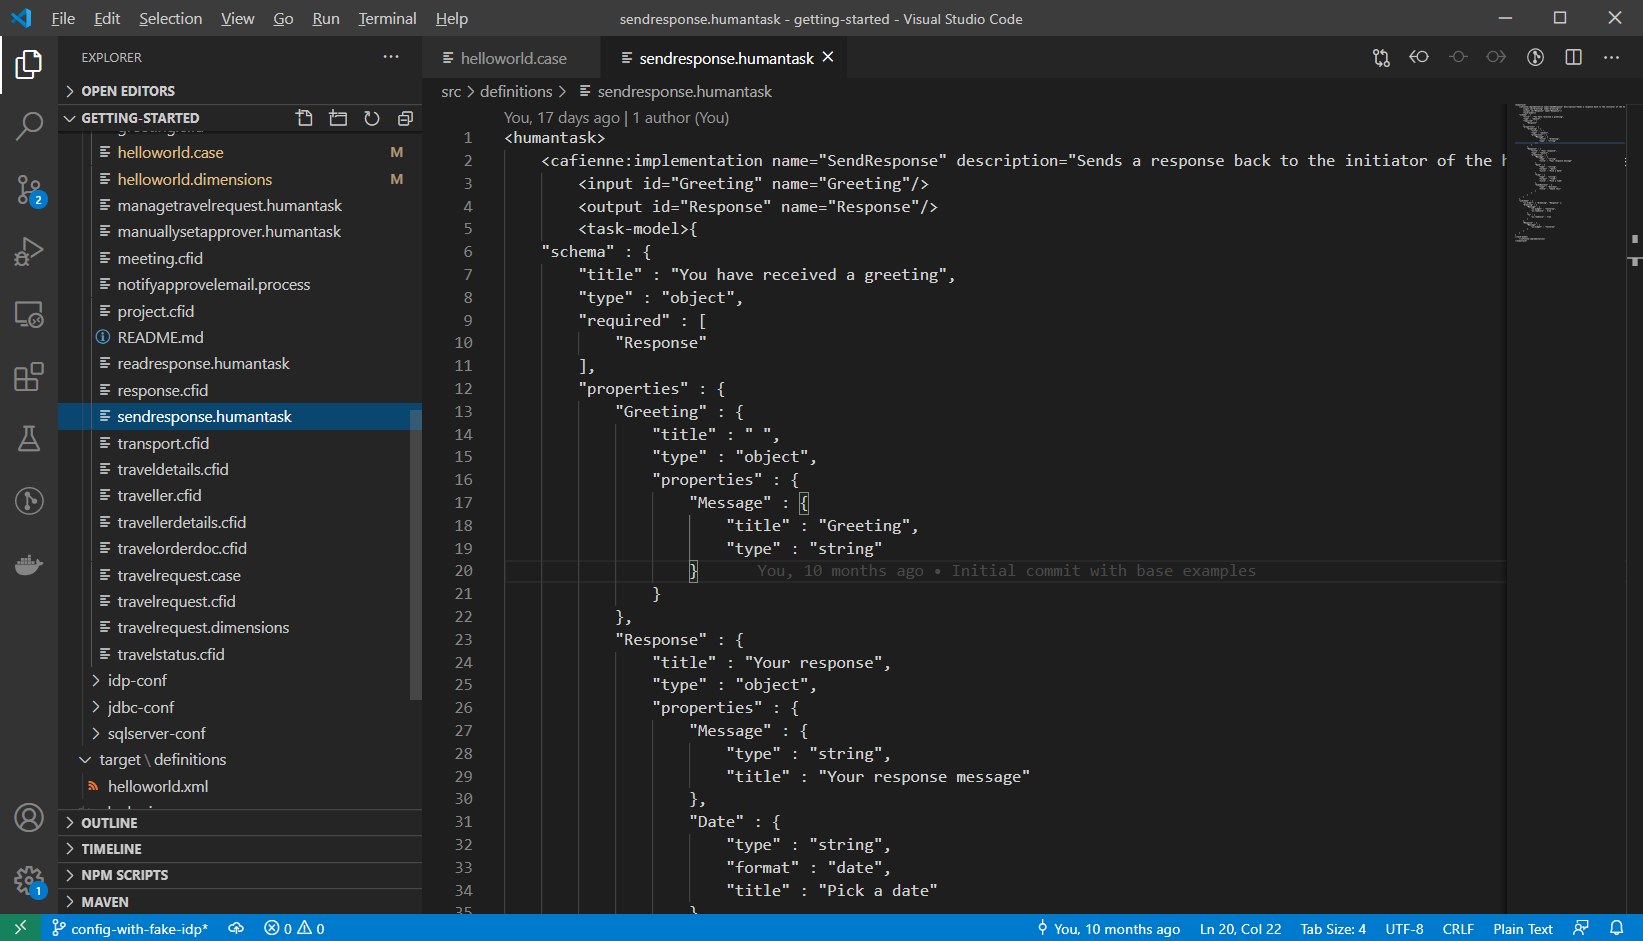 File Edit Selection View Go Run Terminal Help
sendresponse.humantask - getting-started - Visual Studio Code
EXPLORER
OPEN EDITORS
GETTING-STARTED
helloworld.case M
helloworld.dimensions M
managetravelrequest.humantask
manuallysetapprover.humantask
meeting.cfid
notifyapprovelemail.process
project.cfid
README.md
readresponse.humantask
response.cfid
sendresponse.humantask
transport.cfid
traveldetails.cfid
traveller.cfid
travellerdetails.cfid
travelorderdoc.cfid
travelrequest.case
travelrequest.cfid
travelrequest.dimensions
travelstatus.cfid
idp-conf
jdbc-conf
sqlserver-conf
target \ definitions
helloworld.xml
OUTLINE
TIMELINE
NPM SCRIPTS
MAVEN
2
1
helloworld.case
sendresponse.humantask
src > definitions > sendresponse.humantask
You, 17 days ago | 1 author (You)
1 <humantask>
2 <cafienne:implementation name="SendResponse" description="Sends a response back to the initiator of the h
3 <input id="Greeting" name="Greeting"/>
4 <output id="Response" name="Response"/>
5 <task-model>{
6 "schema" : {
7 "title" : "You have received a greeting",
8 "type" : "object",
9 "required" : [
10 "Response"
11 ],
12 "properties" : {
13 "Greeting" : {
14 "title" : " ",
15 "type" : "object",
16 "properties" : {
17 "Message" : {
18 "title" : "Greeting",
19 "type" : "string"
20 } You, 10 months ago • Initial commit with base examples
21 }
22 },
23 "Response" : {
24 "title" : "Your response",
25 "type" : "object",
26 "properties" : {
27 "Message" : {
28 "type" : "string",
29 "title" : "Your response message"
30 },
31 "Date" : {
32 "type" : "string",
33 "format" : "date",
34 "title" : "Pick a date"
35 }
config-with-fake-idp* 0 0
You, 10 months ago Ln 20, Col 22 Tab Size: 4 UTF-8 CRLF Plain Text